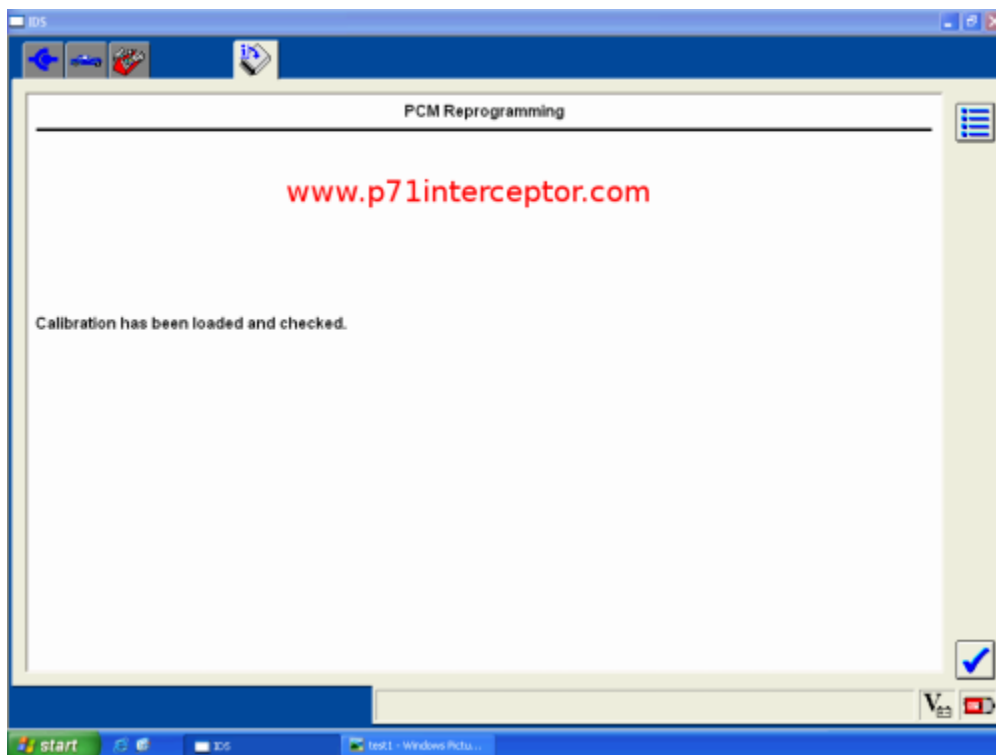 IDS
PCM Reprogramming
www.p71interceptor.com
Calibration has been loaded and checked.
V
start
IDS
test1 - Windows Pictu...